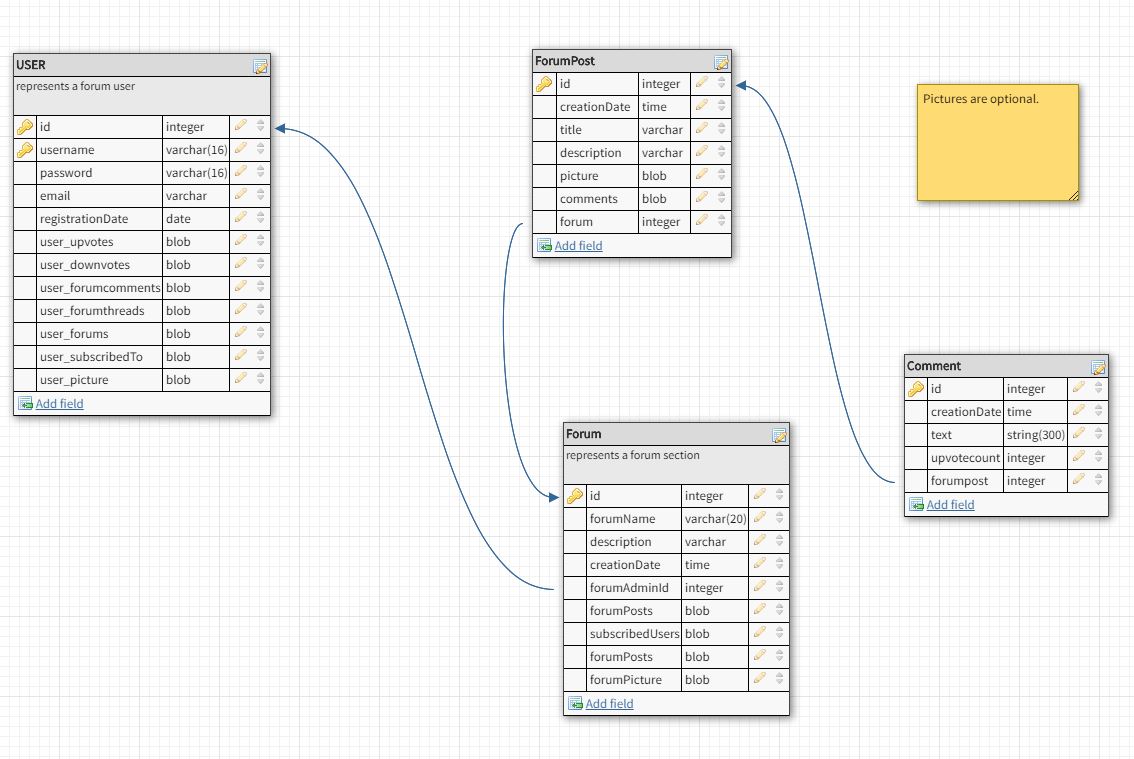 USER
represents a forum user
id integer
username varchar(16)
password varchar(16)
email varchar
registrationDate date
user_upvotes blob
user_downvotes blob
user_forumcomments blob
user_forumthreads blob
user_forums blob
user_subscribedTo blob
user_picture blob
Add field
ForumPost
id integer
creationDate time
title varchar
description varchar
picture blob
comments blob
forum integer
Add field
Pictures are optional.
Forum
represents a forum section
id integer
forumName varchar(20)
description varchar
creationDate time
forumAdminId integer
forumPosts blob
subscribedUsers blob
forumPosts blob
forumPicture blob
Add field
Comment
id integer
creationDate time
text string(300)
upvotecount integer
forumpost integer
Add field